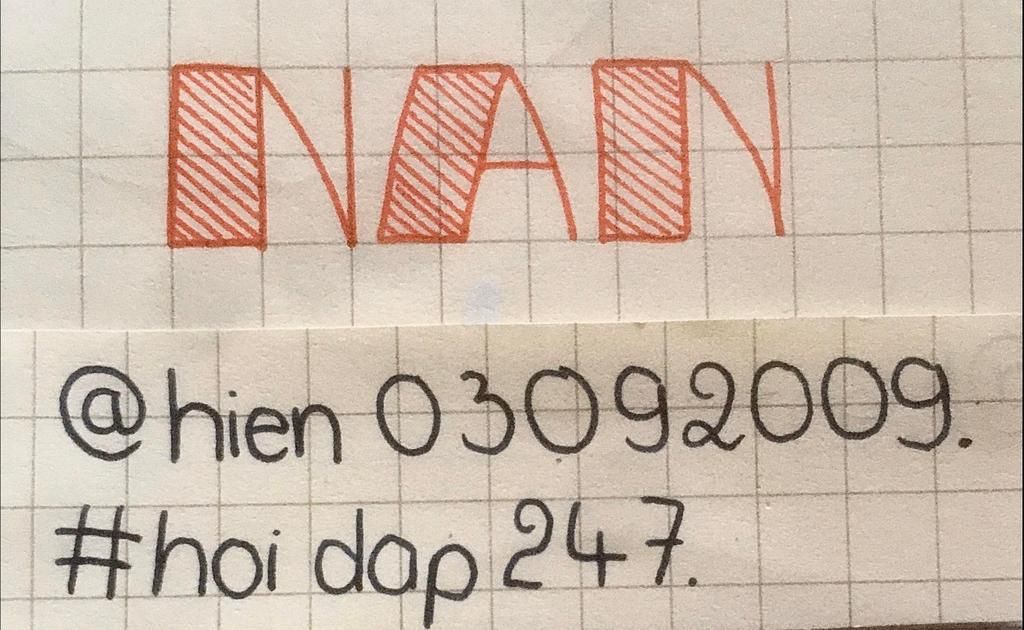 NAN
@hien 03092009.
#hoi dap 247.